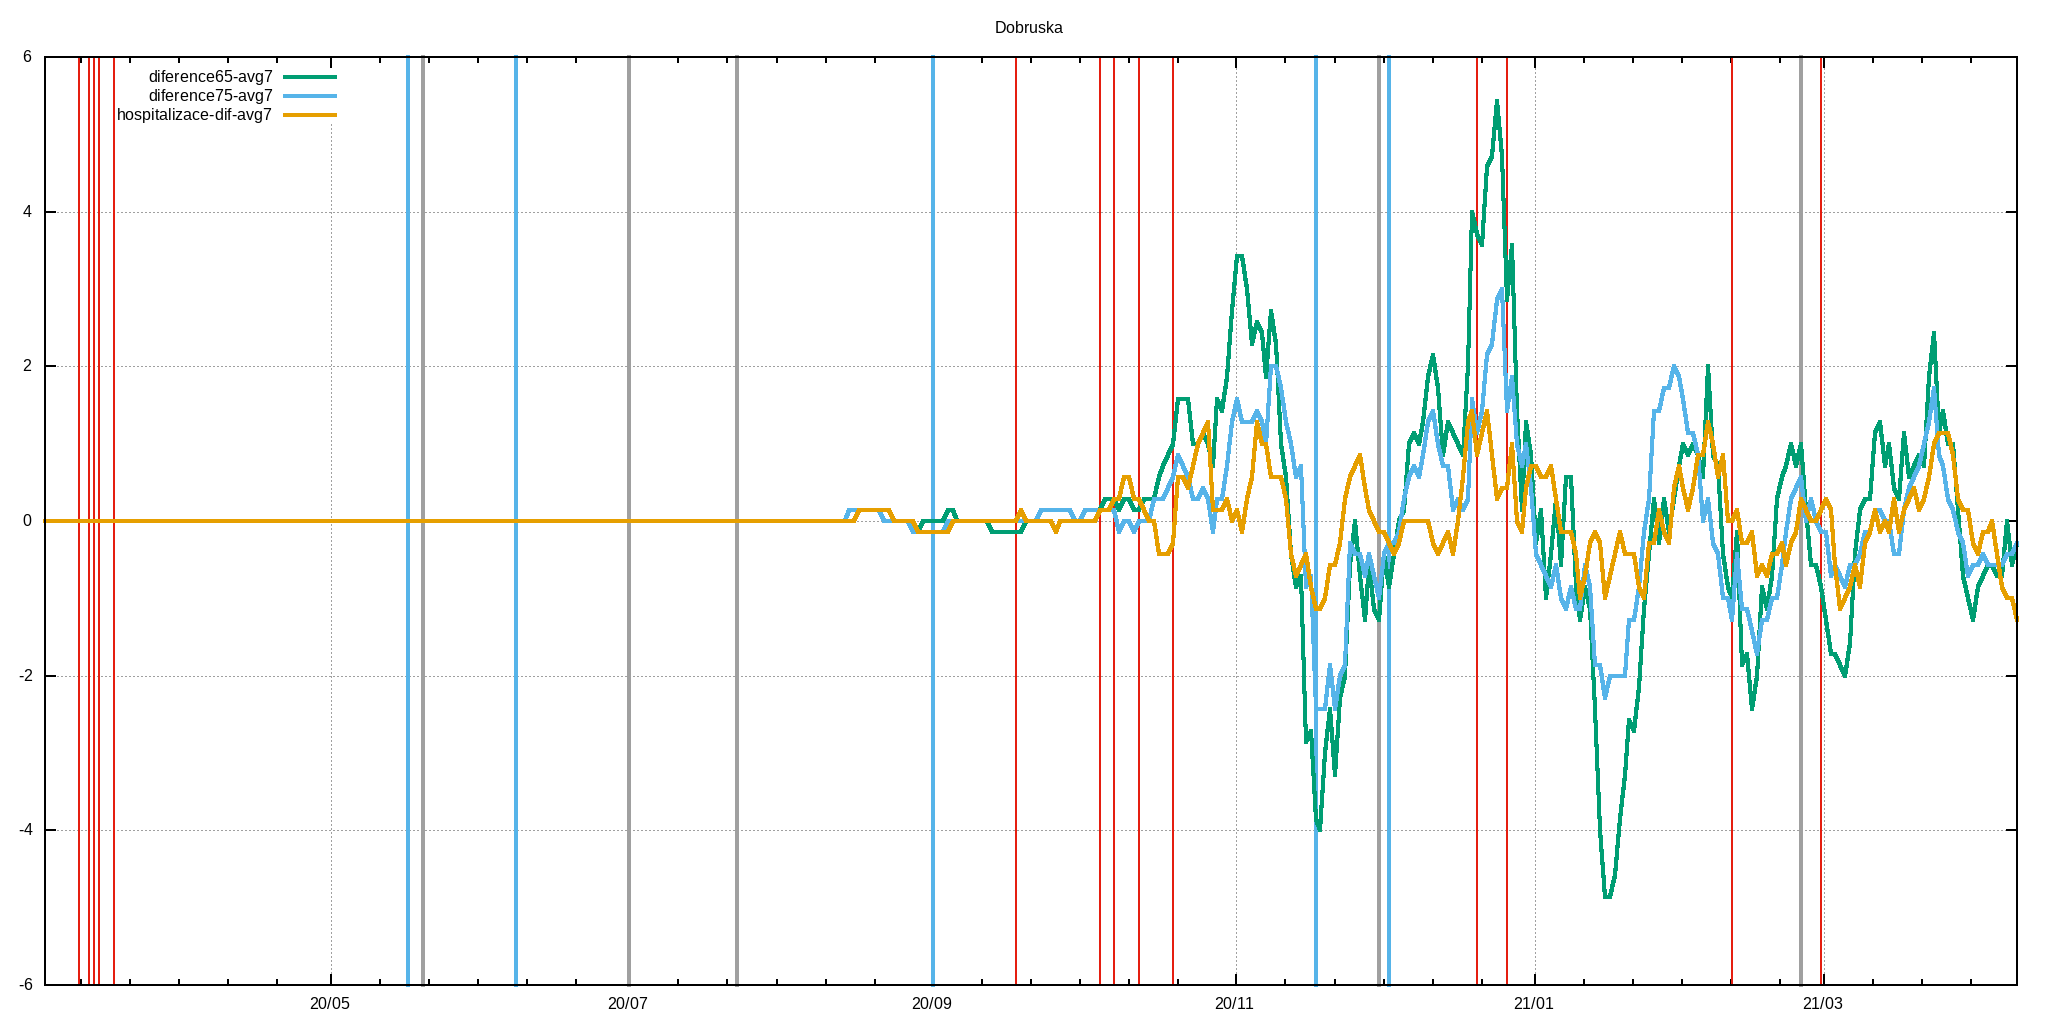 Dobruska
diference65-avg7
diference75-avg7
hospitalizace-dif-avg7
6
4
2
0
-2
-4
-6
20/05 20/07 20/09 20/11 21/01 21/03